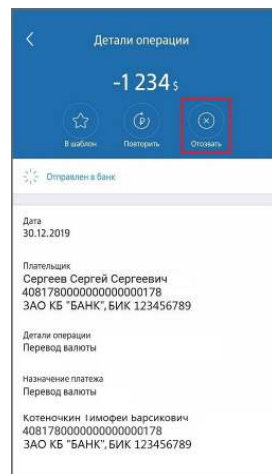 Детали операции
-1 234 $
В шаблон Повторить Отозвать
Отправлен в банк
Дата
30.12.2019
Плательщик
Сергеев Сергей Сергеевич
40817800000000000178
ЗАО КБ "БАНК", БИК 123456789
Детали операции
Перевод валюты
Назначение платежа
Перевод валюты
Котеночкин Тимофей Барсикович
40817800000000000178
ЗАО КБ "БАНК", БИК 123456789